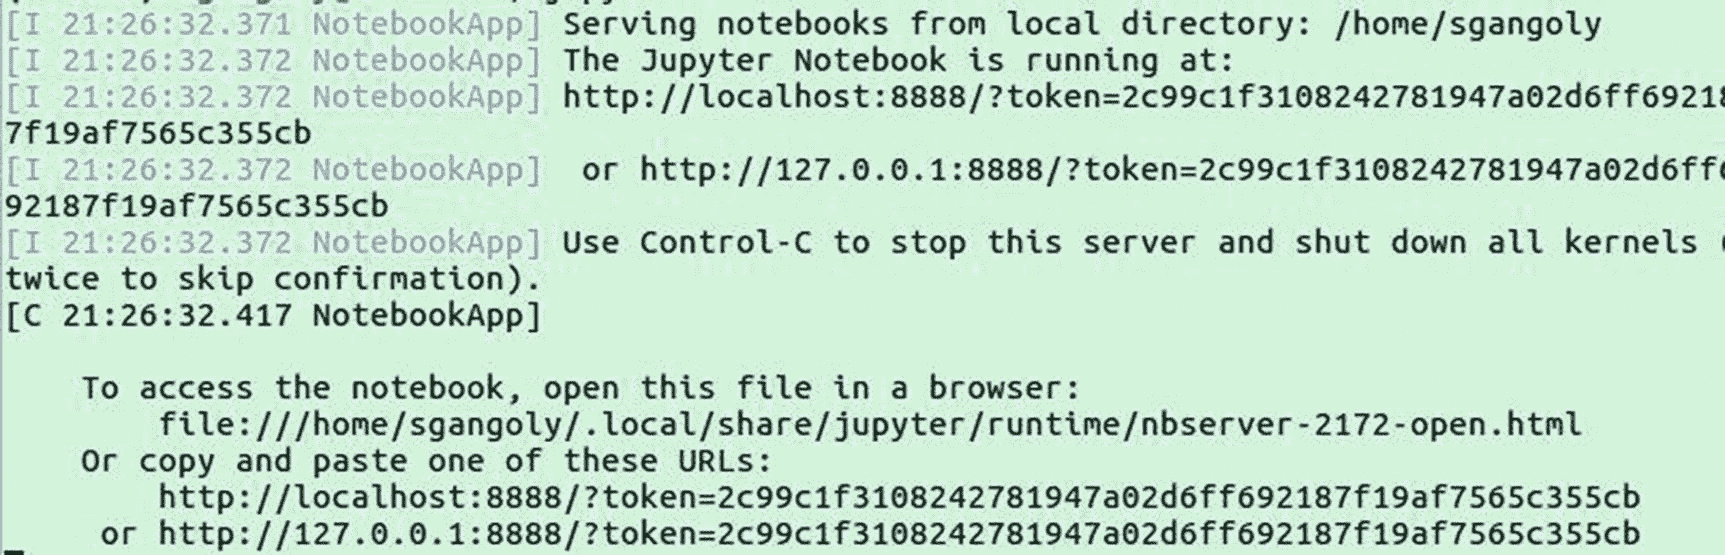 [I 21:26:32.371 NotebookApp] Serving notebooks from local directory: /home/sgangoly
[I 21:26:32.372 NotebookApp] The Jupyter Notebook is running at:
[I 21:26:32.372 NotebookApp] http://localhost:8888/?token=2c99c1f3108242781947a02d6ff69218
7f19af7565c355cb
[I 21:26:32.372 NotebookApp]  or http://127.0.0.1:8888/?token=2c99c1f3108242781947a02d6ff6
92187f19af7565c355cb
[I 21:26:32.372 NotebookApp] Use Control-C to stop this server and shut down all kernels (
twice to skip confirmation).
[C 21:26:32.417 NotebookApp]
To access the notebook, open this file in a browser:
file:///home/sgangoly/.local/share/jupyter/runtime/nbserver-2172-open.html
Or copy and paste one of these URLs:
http://localhost:8888/?token=2c99c1f3108242781947a02d6ff692187f19af7565c355cb
or http://127.0.0.1:8888/?token=2c99c1f3108242781947a02d6ff692187f19af7565c355cb